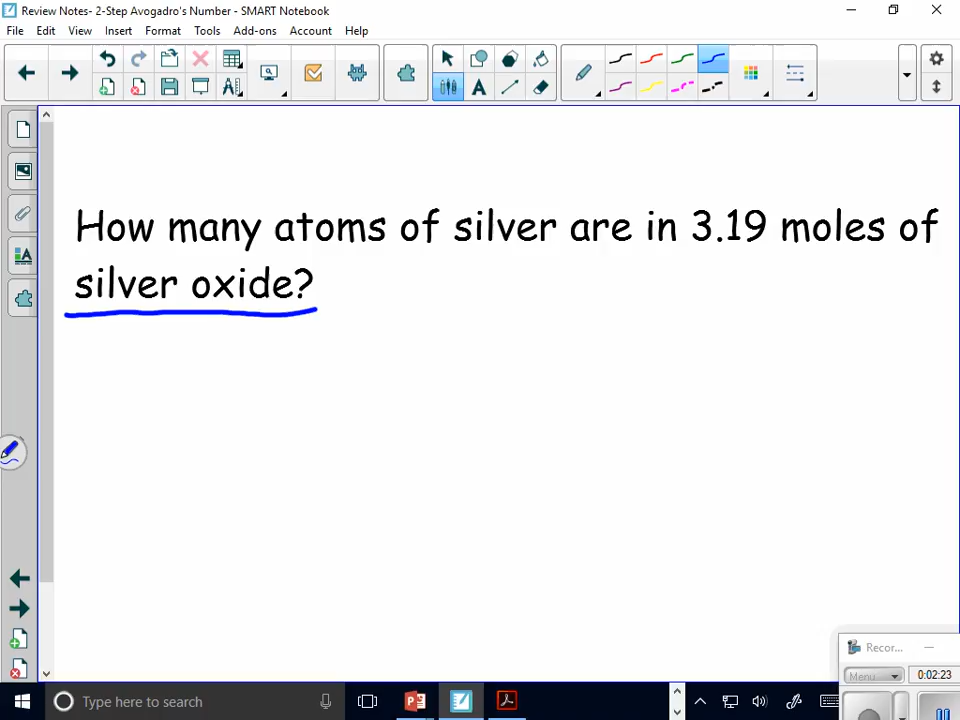 Review Notes- 2-Step Avogadro's Number - SMART Notebook
File Edit View Insert Format Tools Add-ons Account Help
How many atoms of silver are in 3.19 moles of
silver oxide?
Recor...
Menu 0:02:23
Type here to search